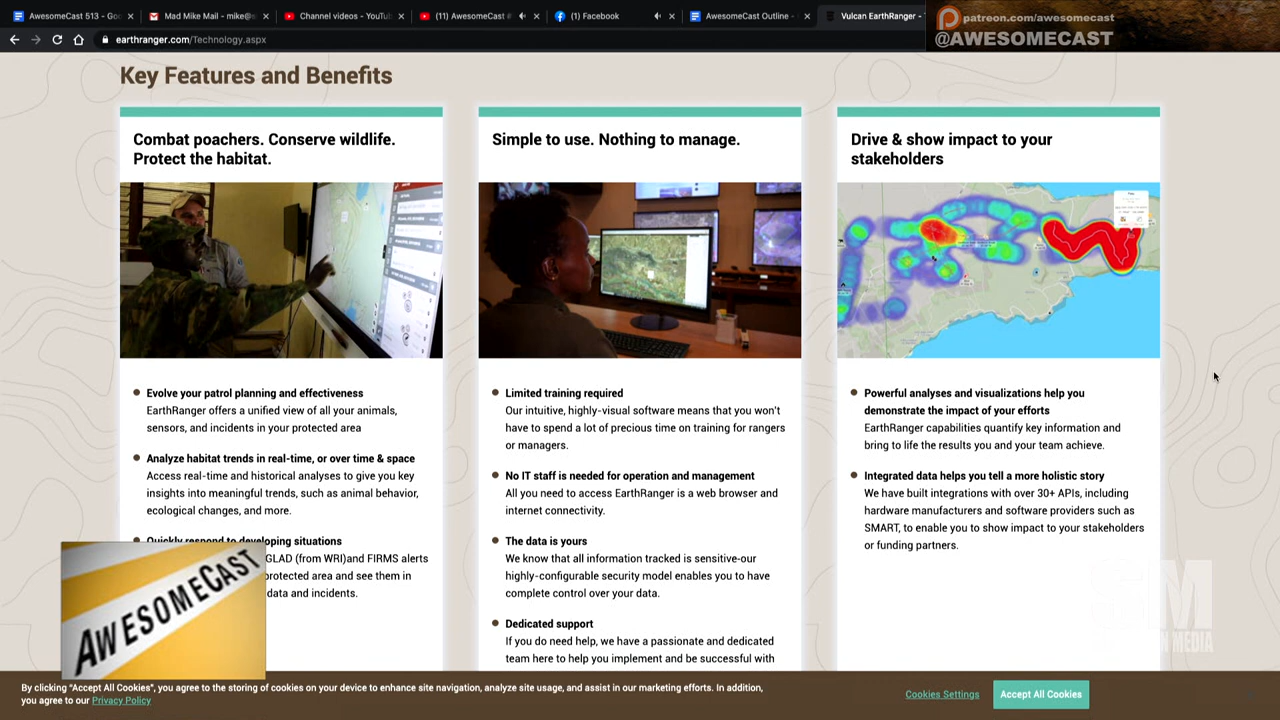 AwesomeCast 513 - Goo
Mad Mike Mail - mike@s
Channel videos - YouTu
(11) AwesomeCast
(1) Facebook
AwesomeCast Outline -
Vulcan EarthRanger -
patreon.com/awesomecast
@AWESOMECAST
earthranger.com/Technology.aspx
Key Features and Benefits
Combat poachers. Conserve wildlife.
Protect the habitat.
Evolve your patrol planning and effectiveness
EarthRanger offers a unified view of all your animals,
sensors, and incidents in your protected area
Analyze habitat trends in real-time, or over time & space
Access real-time and historical analyses to give you key
insights into meaningful trends, such as animal behavior,
ecological changes, and more.
Quickly respond to developing situations
GLAD (from WRI)and FIRMS alerts
protected area and see them in
data and incidents.
Simple to use. Nothing to manage.
Limited training required
Our intuitive, highly-visual software means that you won't
have to spend a lot of precious time on training for rangers
or managers.
No IT staff is needed for operation and management
All you need to access EarthRanger is a web browser and
internet connectivity.
The data is yours
We know that all information tracked is sensitive-our
highly-configurable security model enables you to have
complete control over your data.
Dedicated support
If you do need help, we have a passionate and dedicated
team here to help you implement and be successful with
Drive & show impact to your
stakeholders
Powerful analyses and visualizations help you
demonstrate the impact of your efforts
EarthRanger capabilities quantify key information and
bring to life the results you and your team achieve.
Integrated data helps you tell a more holistic story
We have built integrations with over 30+ APIs, including
hardware manufacturers and software providers such as
SMART, to enable you to show impact to your stakeholders
or funding partners.
AWESOMECAST
SM
MEDIA
By clicking "Accept All Cookies", you agree to the storing of cookies on your device to enhance site navigation, analyze site usage, and assist in our marketing efforts. In addition,
you agree to our Privacy Policy
Cookies Settings
Accept All Cookies